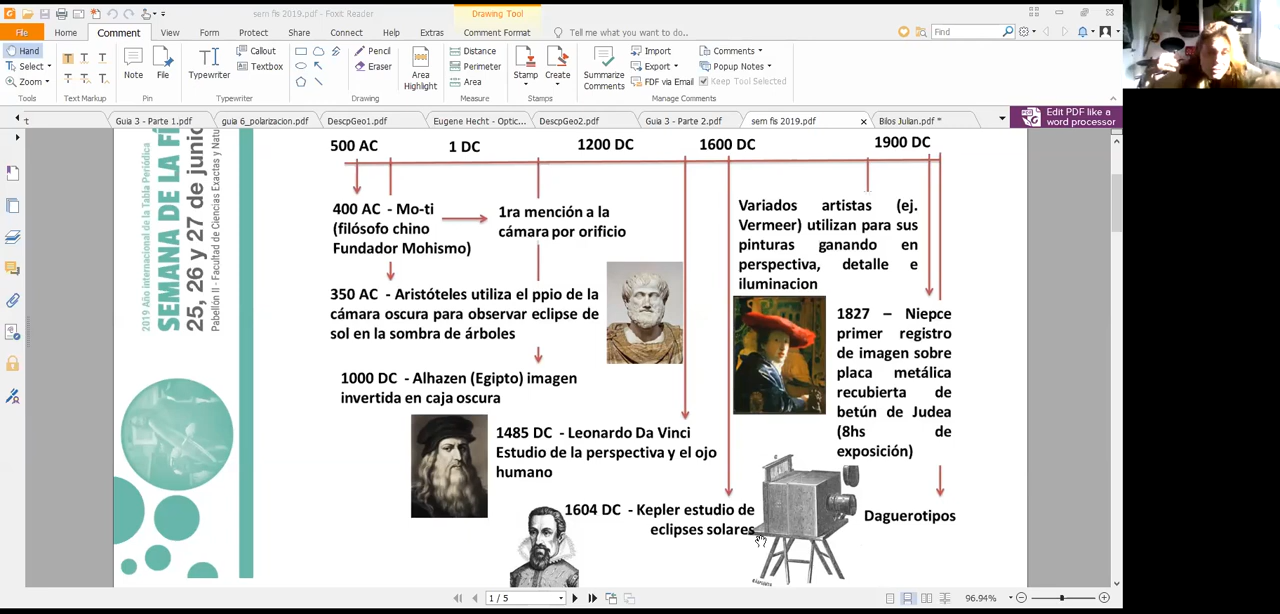 sem fis 2019.pdf - Foxit Reader
Drawing Tool
File
Home
Comment
View
Form
Protect
Share
Connect
Help
Extras
Comment Format
Tell me what you want to do..
Find
Hand
Select
Zoom
Tools
Text Markup
Note
File
Pin
Typewriter
Callout
Textbox
Typewriter
Pencil
Eraser
Drawing
Area
Highlight
Distance
Perimeter
Area
Measure
Stamp
Create
Stamps
Summarize
Comments
Import
Export
FDF via Email
Comments
Popup Notes
Keep Tool Selected
Manage Comments
Guia 3 - Parte 1.pdf
guia 6_polarizacion.pdf
DescpGeo1.pdf
Eugene Hecht - Optic...
DescpGeo2.pdf
Guia 3 - Parte 2.pdf
sem fis 2019.pdf
Bilos Julian.pdf *
Edit PDF like a
word processor
2019 Año internacional de la Tabla Periódica
SEMANA DE LA
25, 26 y 27 de
Pabellón II - Facultad de Ciencias Exactas y
500 AC
1 DC
1200 DC
1600 DC
1900 DC
400 AC - Mo-ti
(filósofo chino
Fundador Mohismo)
1ra mención a la
cámara por orificio
350 AC - Aristóteles utiliza el ppio de la
cámara oscura para observar eclipse de
sol en la sombra de árboles
1000 DC - Alhazen (Egipto) imagen
invertida en caja oscura
1485 DC - Leonardo Da Vinci
Estudio de la perspectiva y el ojo
humano
1604 DC - Kepler estudio de
eclipses solares
Variados artistas (ej.
Vermeer) utilizan para sus
pinturas ganando en
perspectiva, detalle e
iluminacion
1827 – Niepce
primer registro
de imagen sobre
placa metálica
recubierta de
betún de Judea
(8hs de
exposición)
Daguerotipos
1 / 5
96.94%